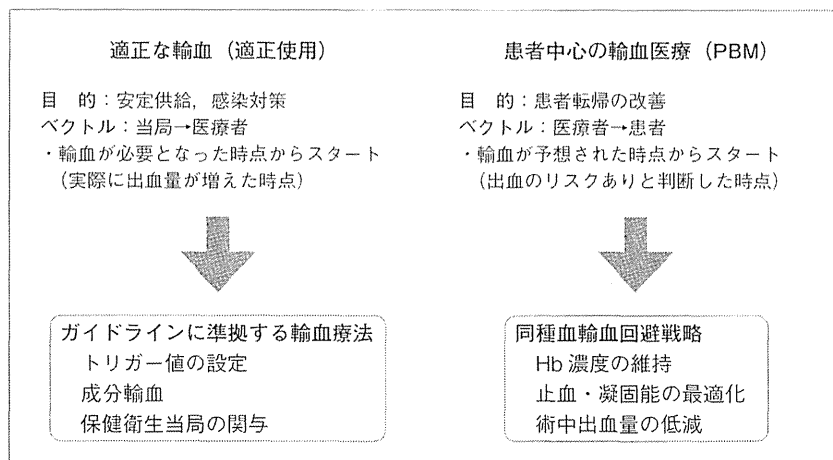 適正な輸血（適正使用）
目　的：安定供給，感染対策
ベクトル：当局→医療者
・輸血が必要となった時点からスタート
（実際に出血量が増えた時点）
ガイドラインに準拠する輸血療法
トリガー値の設定
成分輸血
保健衛生当局の関与
患者中心の輸血医療（PBM）
目　的：患者転帰の改善
ベクトル：医療者→患者
・輸血が予想された時点からスタート
（出血のリスクありと判断した時点）
同種血輸血回避戦略
Hb 濃度の維持
止血・凝固能の最適化
術中出血量の低減